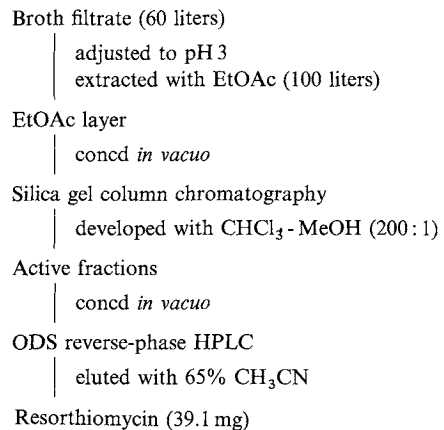 Broth filtrate (60 liters)
adjusted to pH 3
extracted with EtOAc (100 liters)
EtOAc layer
concd in vacuo
Silica gel column chromatography
developed with CHCl₃ - MeOH (200 : 1)
Active fractions
concd in vacuo
ODS reverse-phase HPLC
eluted with 65% CH₃CN
Resorthiomycin (39.1 mg)